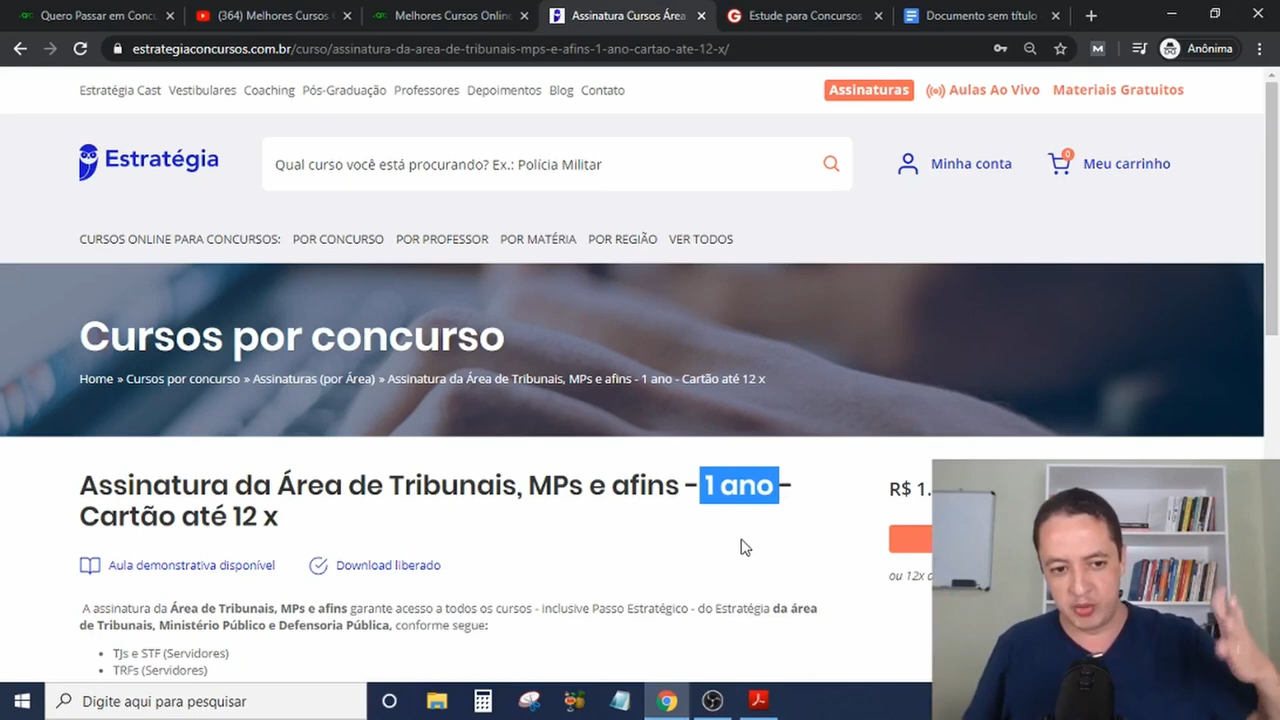 Quero Passar em Conc
(364) Melhores Cursos
Melhores Cursos Online
Assinatura Cursos Área
Estude para Concursos
Documento sem título
estrategiaconcursos.com.br/curso/assinatura-da-area-de-tribunais-mps-e-afins-1-ano-cartao-ate-12-x/
Anônima
Estratégia Cast Vestibulares Coaching Pós-Graduação Professores Depoimentos Blog Contato
Assinaturas Aulas Ao Vivo Materiais Gratuitos
Estratégia
Qual curso você está procurando? Ex.: Polícia Militar
Minha conta
0
Meu carrinho
CURSOS ONLINE PARA CONCURSOS: POR CONCURSO POR PROFESSOR POR MATÉRIA POR REGIÃO VER TODOS
Cursos por concurso
Home » Cursos por concurso » Assinaturas (por Área) » Assinatura da Área de Tribunais, MPs e afins - 1 ano - Cartão até 12 x
Assinatura da Área de Tribunais, MPs e afins - 1 ano -
Cartão até 12 x
R$ 1.
Aula demonstrativa disponível
Download liberado
ou 12x
A assinatura da Área de Tribunais, MPs e afins garante acesso a todos os cursos - inclusive Passo Estratégico - do Estratégia da área
de Tribunais, Ministério Público e Defensoria Pública, conforme segue:
• TJs e STF (Servidores)
• TRFs (Servidores)
Digite aqui para pesquisar